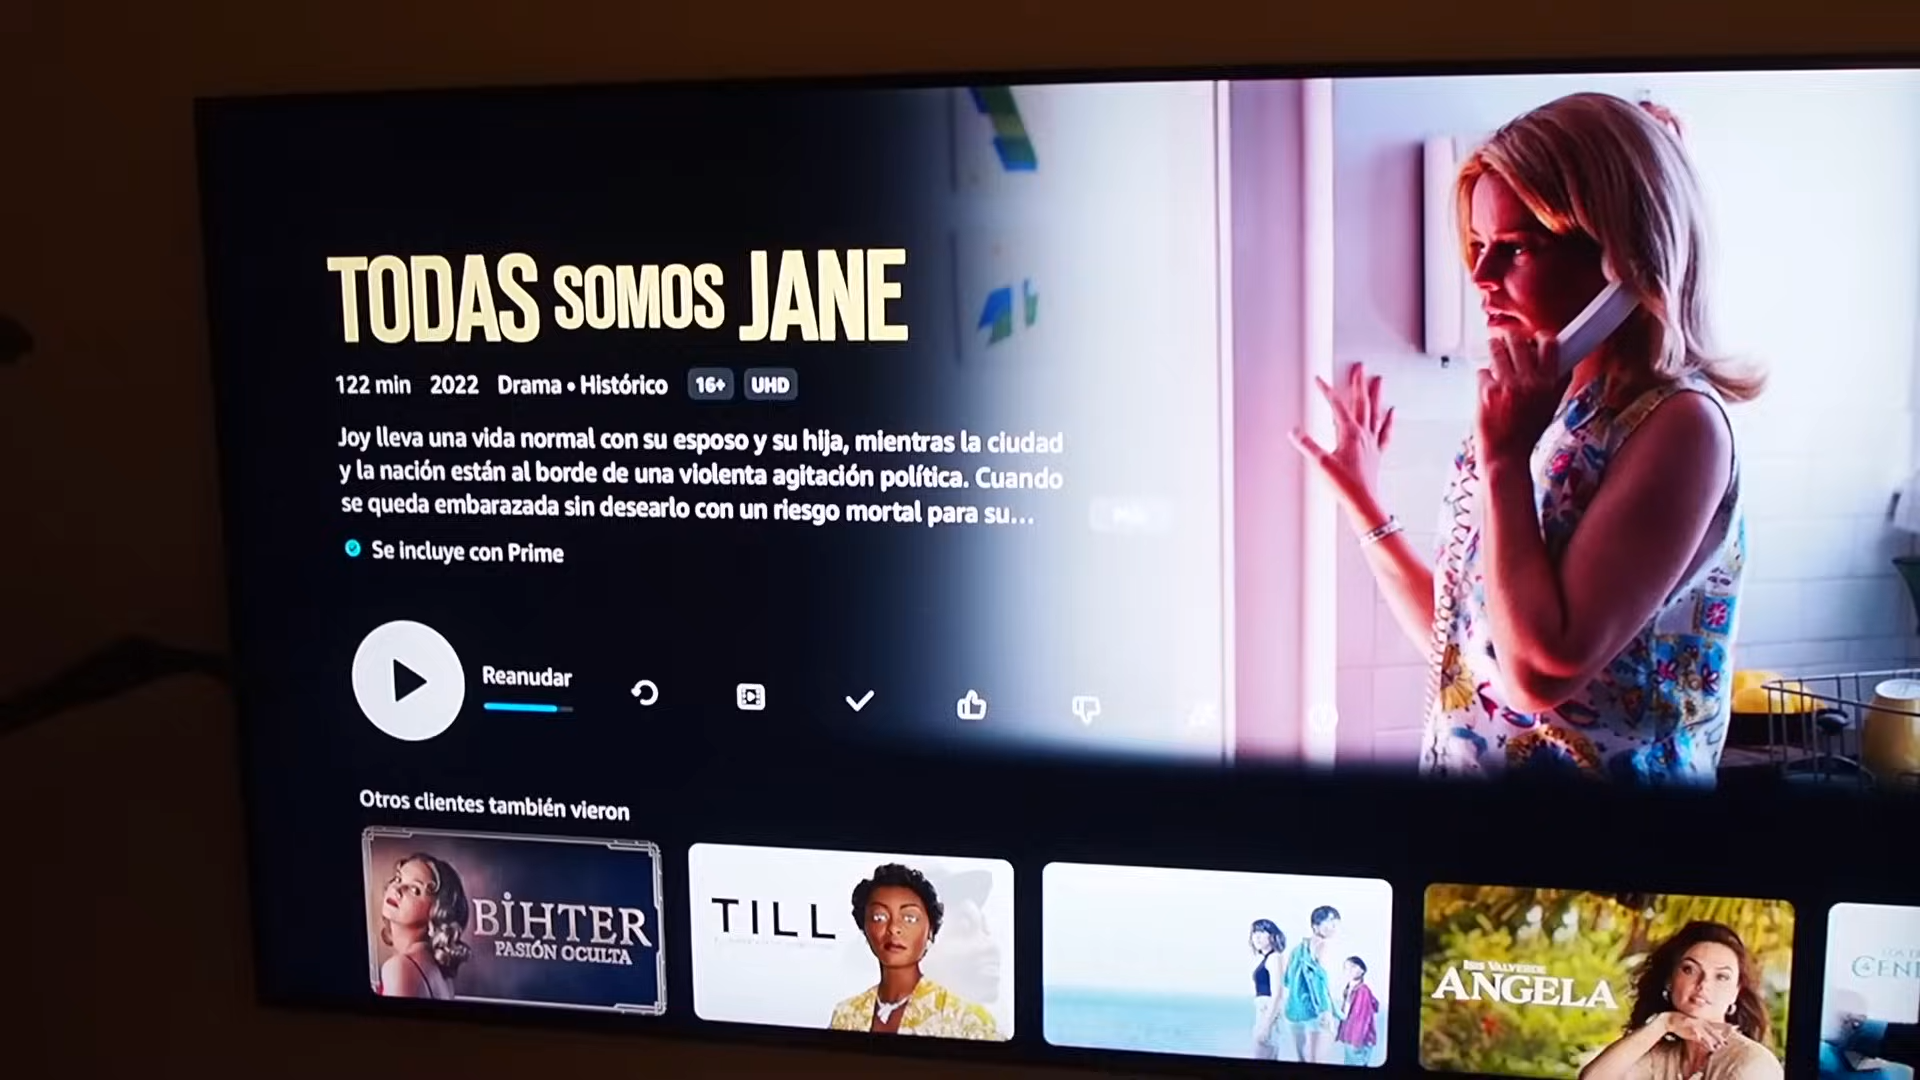 TODAS SOMOS JANE
122 min 2022 Drama • Histórico 16+ UHD
Joy lleva una vida normal con su esposo y su hija, mientras la ciudad
y la nación están al borde de una violenta agitación política. Cuando
se queda embarazada sin desearlo con un riesgo mortal para su...
Se incluye con Prime
Reanudar
Otros clientes también vieron
BİHTER
PASIÓN OCULTA
TILL
ANGELA